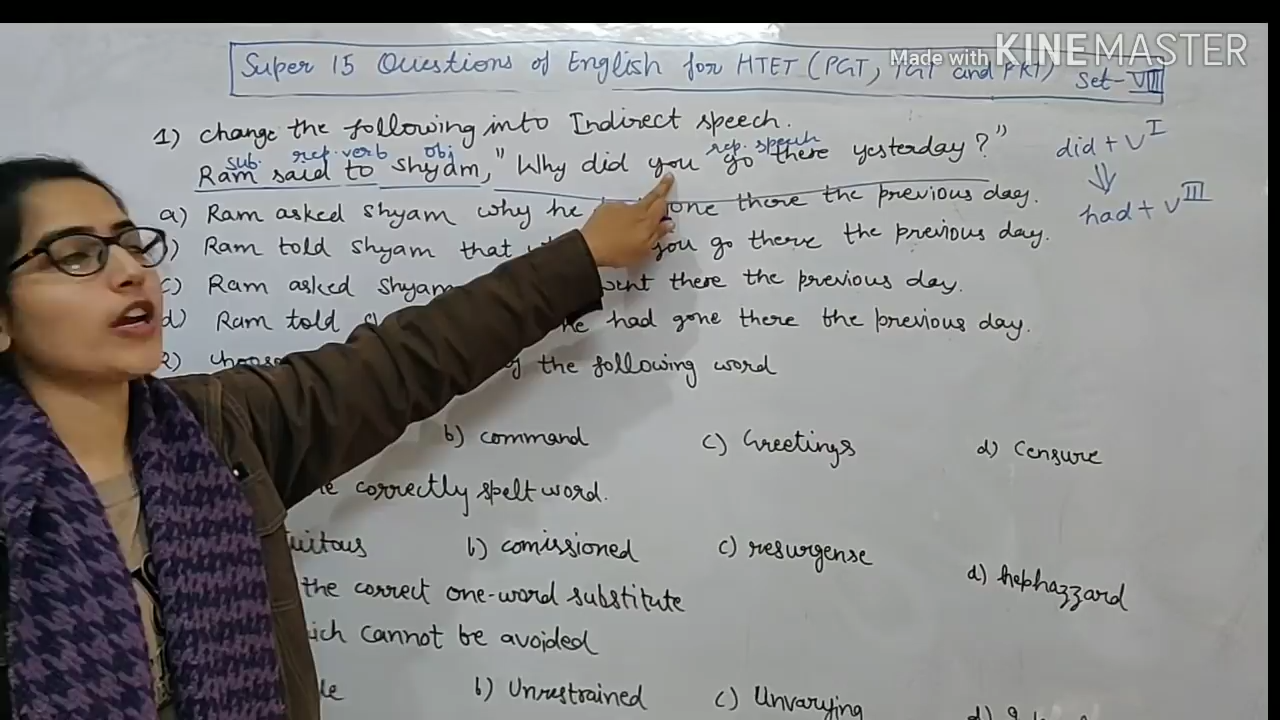 Made with KINEMASTER
Super 15 Questions of English for HTET (PGT, TGT and PRT) Set-VIII
1) Change the following into Indirect speech.
sub. rep. verb obj rep. speech
Ram said to Shyam, "Why did you go there yesterday?"
did + V I
⇓
had + V III
a) Ram asked Shyam why he gone there the previous day.
) Ram told Shyam that you go there the previous day.
c) Ram asked Shyam there the previous day.
d) Ram told he had gone there the previous day.
2) the following word
b) command c) Greetings d) Censure
correctly spelt word.
b) comissioned c) resurgense d) hephazzard
the correct one-word substitute
cannot be avoided
b) Unrestrained c) Unvarying d)